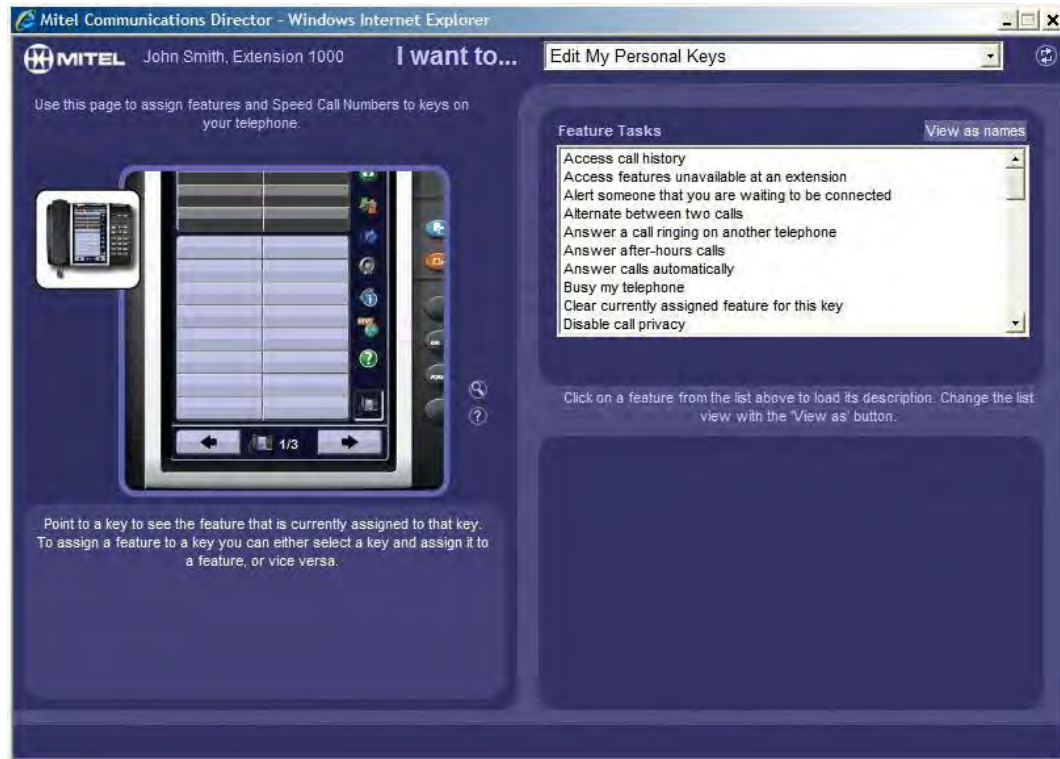 Mitel Communications Director - Windows Internet Explorer
MITEL
John Smith, Extension 1000
I want to...
Edit My Personal Keys
Use this page to assign features and Speed Call Numbers to keys on
your telephone.
1/3
?
Point to a key to see the feature that is currently assigned to that key.
To assign a feature to a key you can either select a key and assign it to
a feature, or vice versa.
Feature Tasks
View as names
Access call history
Access features unavailable at an extension
Alert someone that you are waiting to be connected
Alternate between two calls
Answer a call ringing on another telephone
Answer after-hours calls
Answer calls automatically
Busy my telephone
Clear currently assigned feature for this key
Disable call privacy
Click on a feature from the list above to load its description. Change the list
view with the 'View as' button.